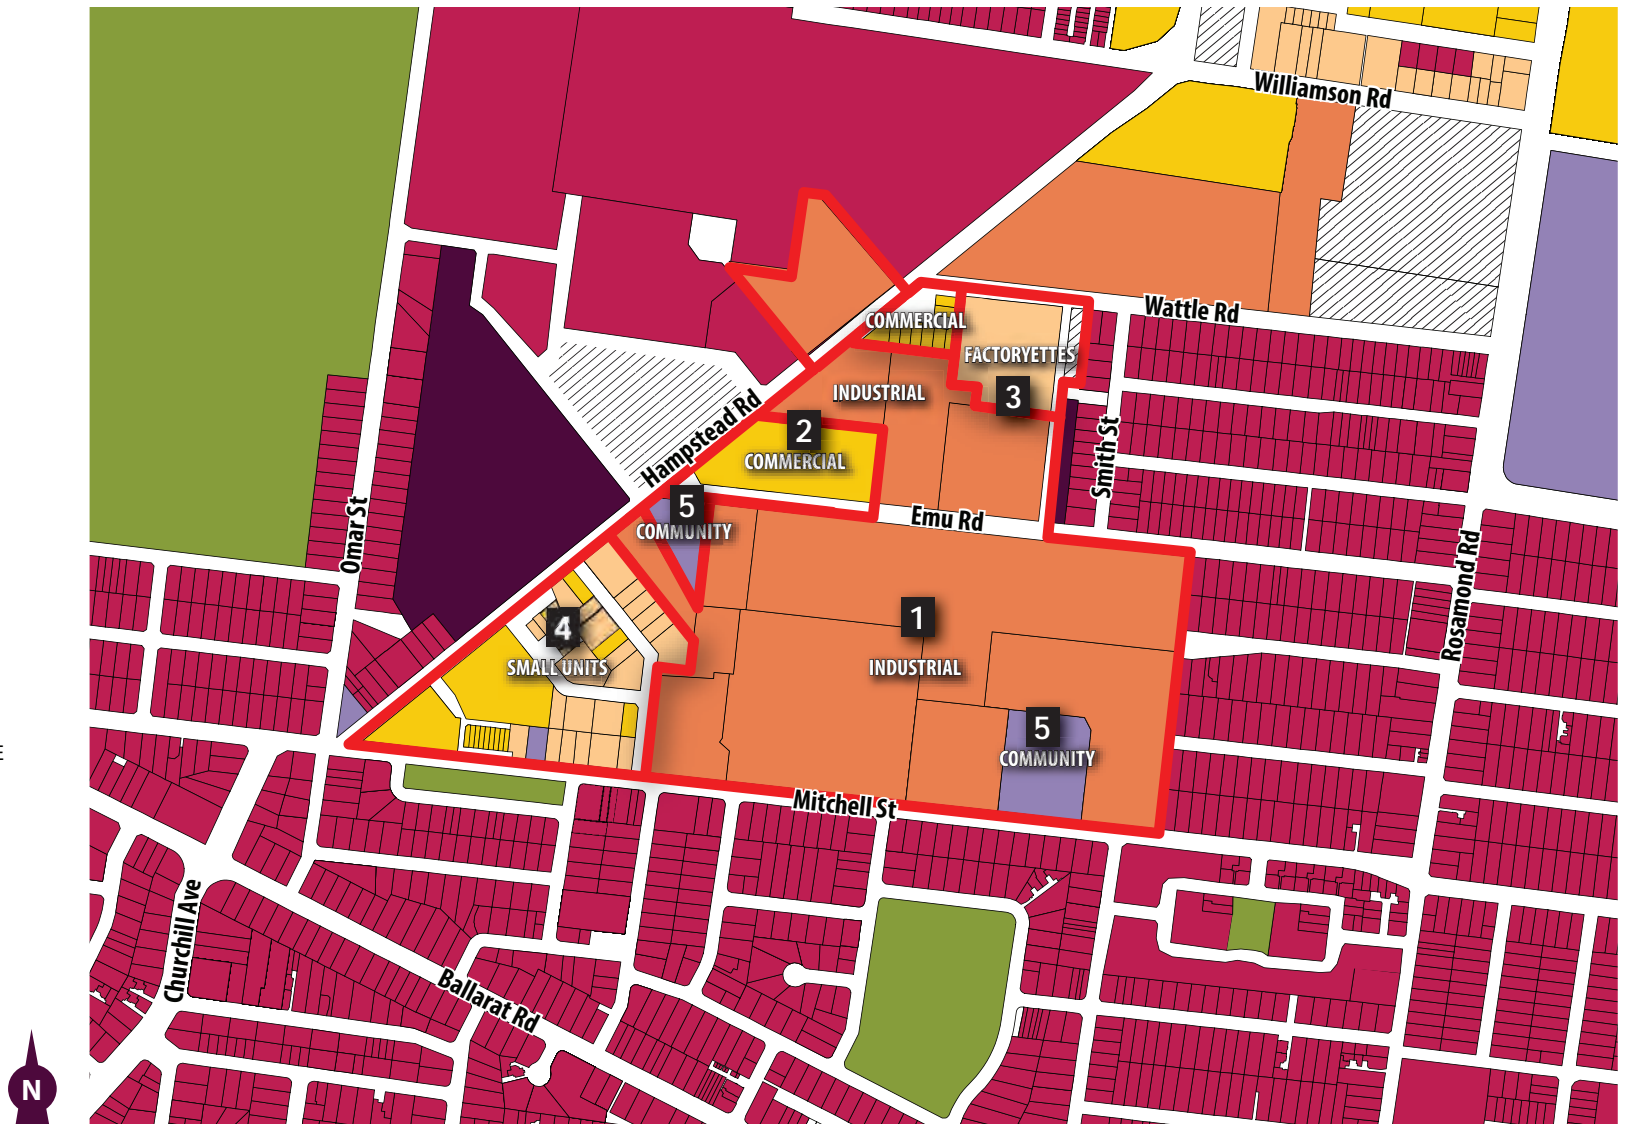 Williamson Rd
Wattle Rd
COMMERCIAL
FACTORYETTES
INDUSTRIAL
3
Hampstead Rd
2
COMMERCIAL
Smith St
5
COMMUNITY
Emu Rd
Omar St
Rosamond Rd
4
SMALL UNITS
1
INDUSTRIAL
5
COMMUNITY
E
Mitchell St
Churchill Ave
Ballarat Rd
N